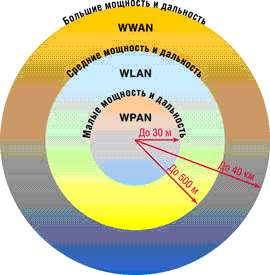 Большие мощность и дальность
WWAN
Средние мощность и дальность
WLAN
Малые мощность и дальность
WPAN
До 30 м
До 500 м
До 40 км